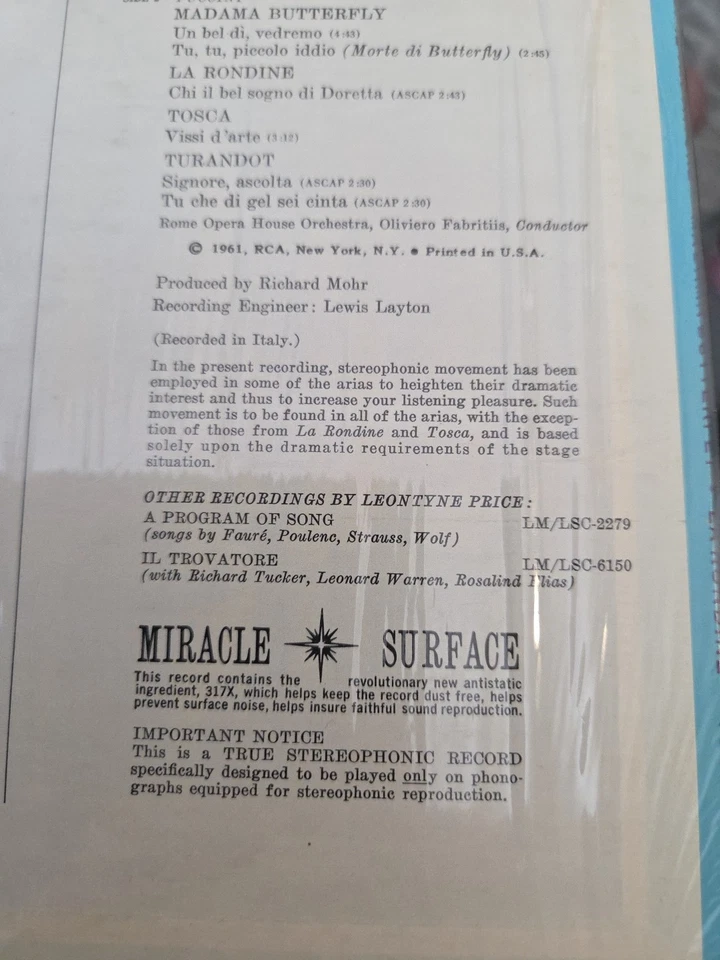 MADAMA BUTTERFLY
Un bel dì, vedremo (4:43)
Tu, tu, piccolo iddio (Morte di Butterfly) (2:45)
LA RONDINE
Chi il bel sogno di Doretta (ASCAP 2:43)
TOSCA
Vissi d'arte (3:12)
TURANDOT
Signore, ascolta (ASCAP 2:30)
Tu che di gel sei cinta (ASCAP 2:30)
Rome Opera House Orchestra, Oliviero Fabritiis, Conductor
© 1961, RCA, New York, N.Y. • Printed in U.S.A.
Produced by Richard Mohr
Recording Engineer: Lewis Layton
(Recorded in Italy.)
In the present recording, stereophonic movement has been
employed in some of the arias to heighten their dramatic
interest and thus to increase your listening pleasure. Such
movement is to be found in all of the arias, with the excep-
tion of those from La Rondine and Tosca, and is based
solely upon the dramatic requirements of the stage
situation.
OTHER RECORDINGS BY LEONTYNE PRICE:
A PROGRAM OF SONG LM/LSC-2279
(songs by Fauré, Poulenc, Strauss, Wolf)
IL TROVATORE LM/LSC-6150
(with Richard Tucker, Leonard Warren, Rosalind Elias)
MIRACLE SURFACE
This record contains the revolutionary new antistatic
ingredient, 317X, which helps keep the record dust free, helps
prevent surface noise, helps insure faithful sound reproduction.
IMPORTANT NOTICE
This is a TRUE STEREOPHONIC RECORD
specifically designed to be played only on phono-
graphs equipped for stereophonic reproduction.